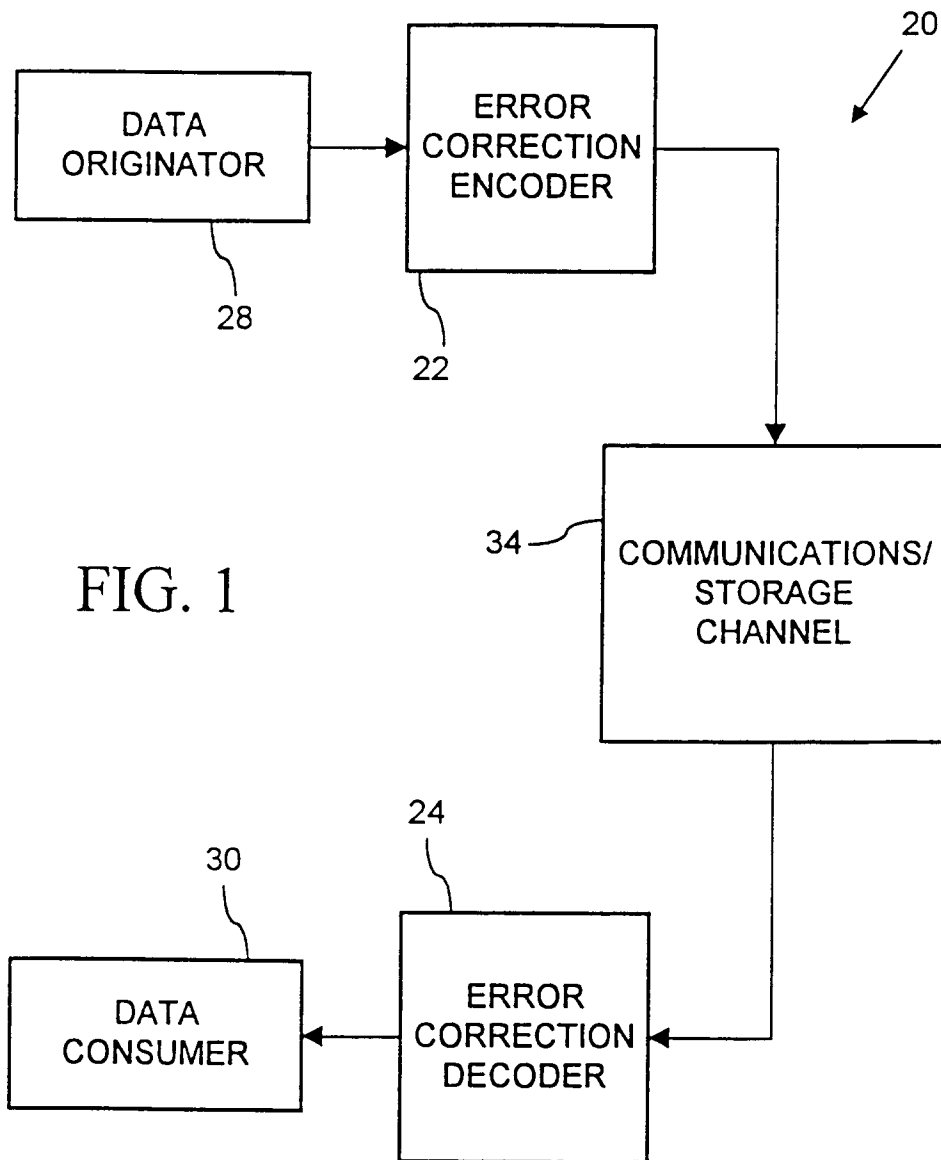 20
DATA
ORIGINATOR
28
ERROR
CORRECTION
ENCODER
22
34
COMMUNICATIONS/
STORAGE
CHANNEL
FIG. 1
24
30
DATA
CONSUMER
ERROR
CORRECTION
DECODER